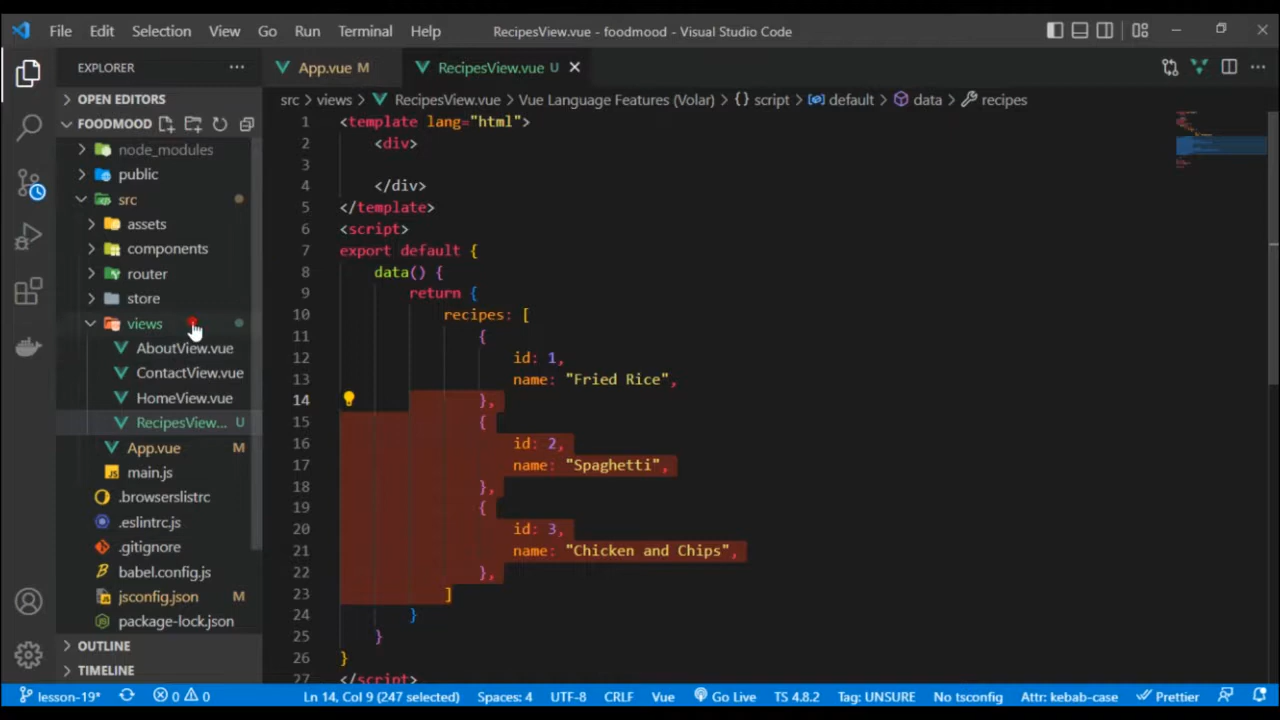 File Edit Selection View Go Run Terminal Help RecipesView.vue - foodmood - Visual Studio Code
EXPLORER
OPEN EDITORS
FOODMOOD
node_modules
public
src
assets
components
router
store
views
AboutView.vue
ContactView.vue
HomeView.vue
RecipesView... U
App.vue M
main.js
.browserslistrc
.eslintrc.js
.gitignore
babel.config.js
jsconfig.json M
package-lock.json
OUTLINE
TIMELINE
App.vue M RecipesView.vue U
src > views > RecipesView.vue > Vue Language Features (Volar) > {} script > default > data > recipes
1 <template lang="html">
2 <div>
3
4 </div>
5 </template>
6 <script>
7 export default {
8 data() {
9 return {
10 recipes: [
11 {
12 id: 1,
13 name: "Fried Rice",
14 },
15 {
16 id: 2,
17 name: "Spaghetti",
18 },
19 {
20 id: 3,
21 name: "Chicken and Chips",
22 },
23 ]
24 }
25 }
26 }
27 </script>
lesson-19* 0 0 Ln 14, Col 9 (247 selected) Spaces: 4 UTF-8 CRLF Vue Go Live TS 4.8.2 Tag: UNSURE No tsconfig Attr: kebab-case Prettier